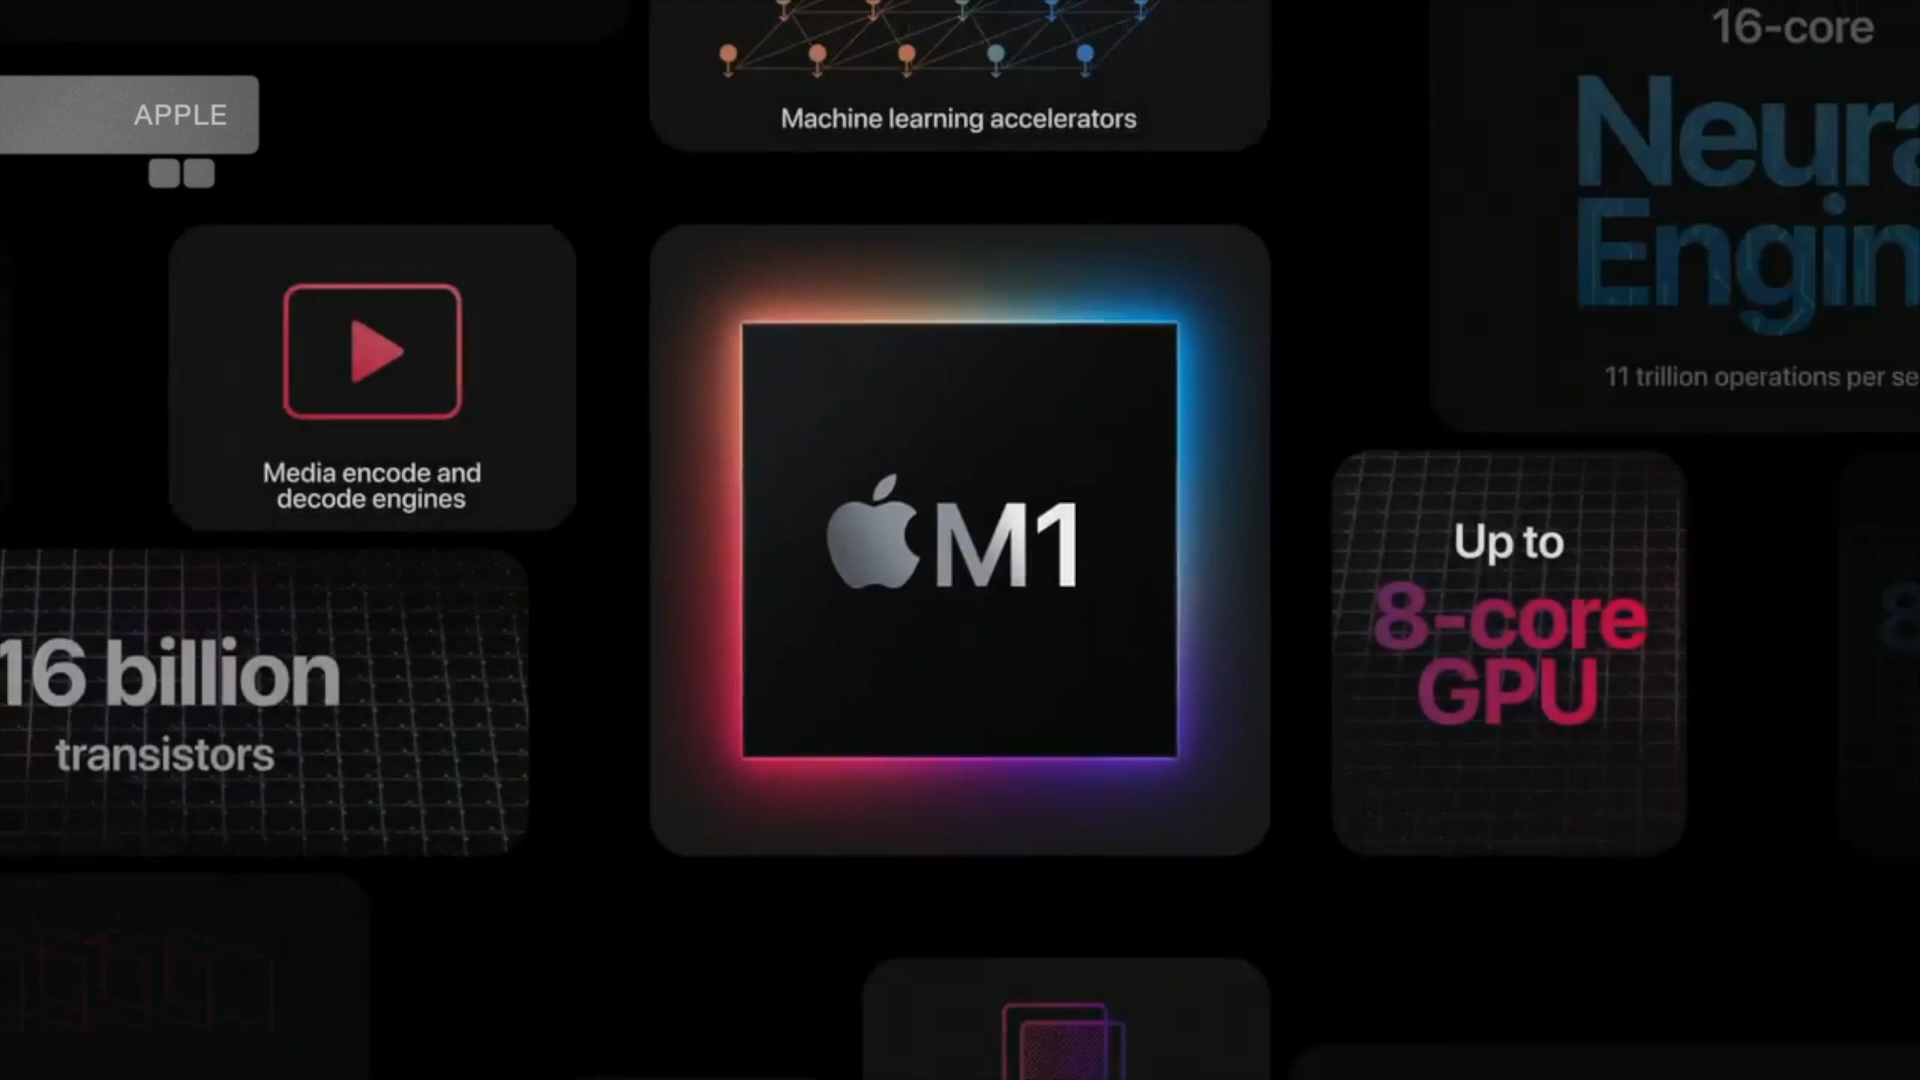 16-core
Neura
Engin
11 trillion operations per se
Machine learning accelerators
APPLE
Media encode and
decode engines
M1
Up to
8-core
GPU
16 billion
transistors
8